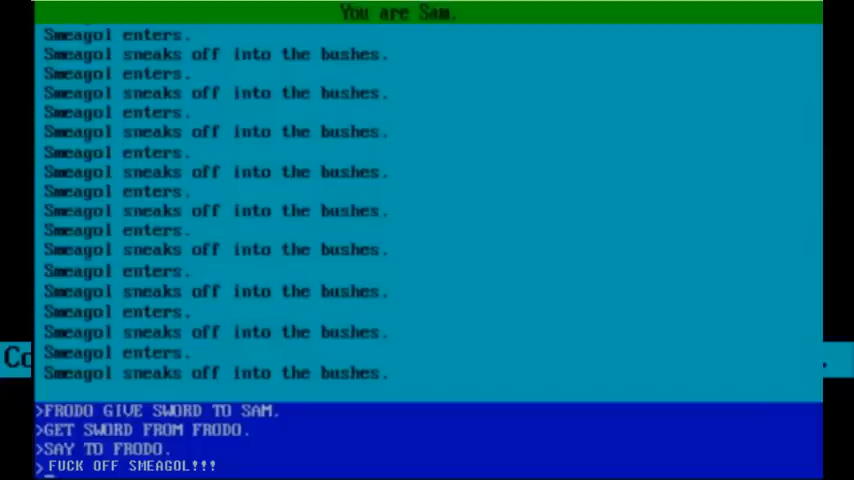 You are Sam.
Smeagol enters.
Smeagol sneaks off into the bushes.
Smeagol enters.
Smeagol sneaks off into the bushes.
Smeagol enters.
Smeagol sneaks off into the bushes.
Smeagol enters.
Smeagol sneaks off into the bushes.
Smeagol enters.
Smeagol sneaks off into the bushes.
Smeagol enters.
Smeagol sneaks off into the bushes.
Smeagol enters.
Smeagol sneaks off into the bushes.
Smeagol enters.
Smeagol sneaks off into the bushes.
Smeagol enters.
Smeagol sneaks off into the bushes.
Co
>FRODO GIVE SWORD TO SAM.
>GET SWORD FROM FRODO.
>SAY TO FRODO.
> FUCK OFF SMEAGOL!!!